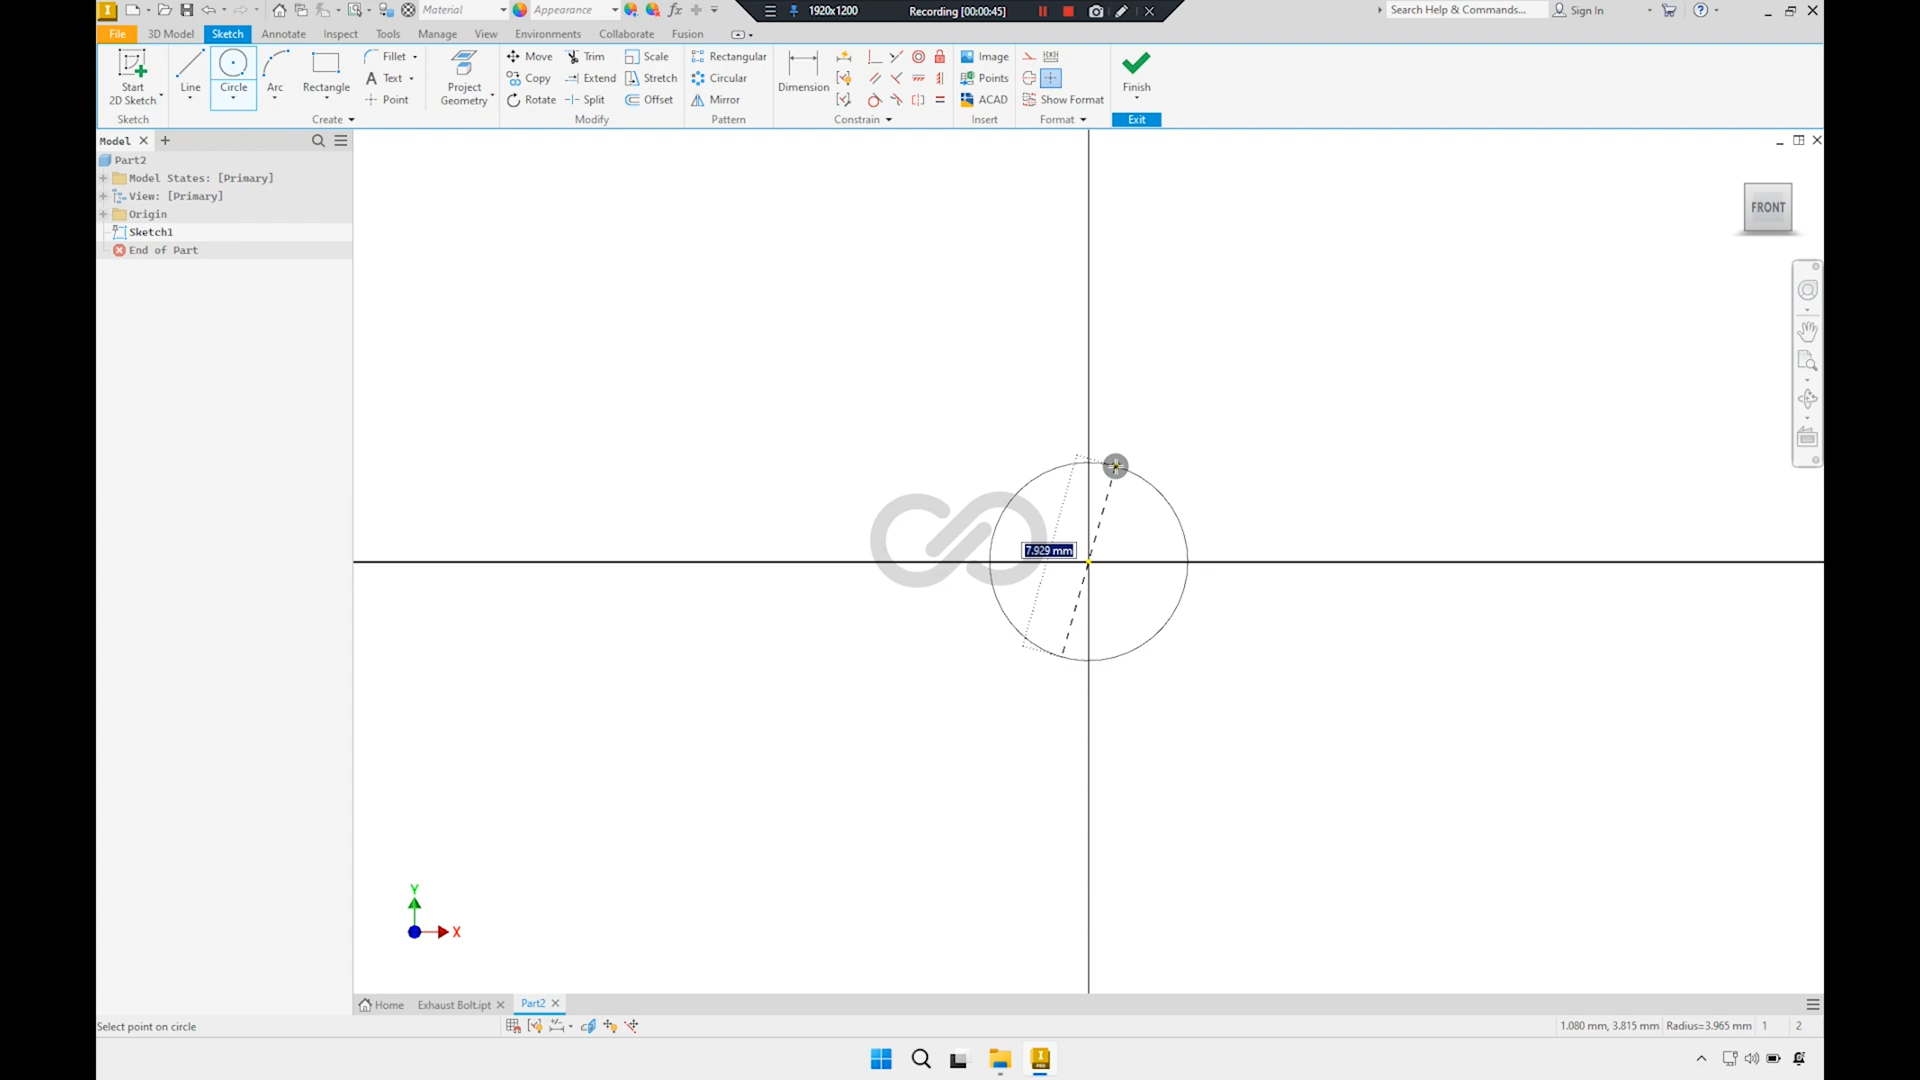 Material
Appearance
1920x1200
Recording [00:00:45]
Search Help & Commands...
Sign In
File
3D Model
Sketch
Annotate
Inspect
Tools
Manage
View
Environments
Collaborate
Fusion
Start
2D Sketch
Line
Circle
Arc
Rectangle
Fillet
Text
Point
Project
Geometry
Move
Copy
Rotate
Trim
Extend
Split
Scale
Stretch
Offset
Rectangular
Circular
Mirror
Dimension
Image
Points
ACAD
Show Format
Finish
Sketch
Create
Modify
Pattern
Constrain
Insert
Format
Exit
Model
Part2
Model States: [Primary]
View: [Primary]
Origin
Sketch1
End of Part
FRONT
7.929 mm
Y
X
Home
Exhaust Bolt.ipt
Part2
Select point on circle
1.080 mm, 3.815 mm
Radius=3.965 mm
1
2